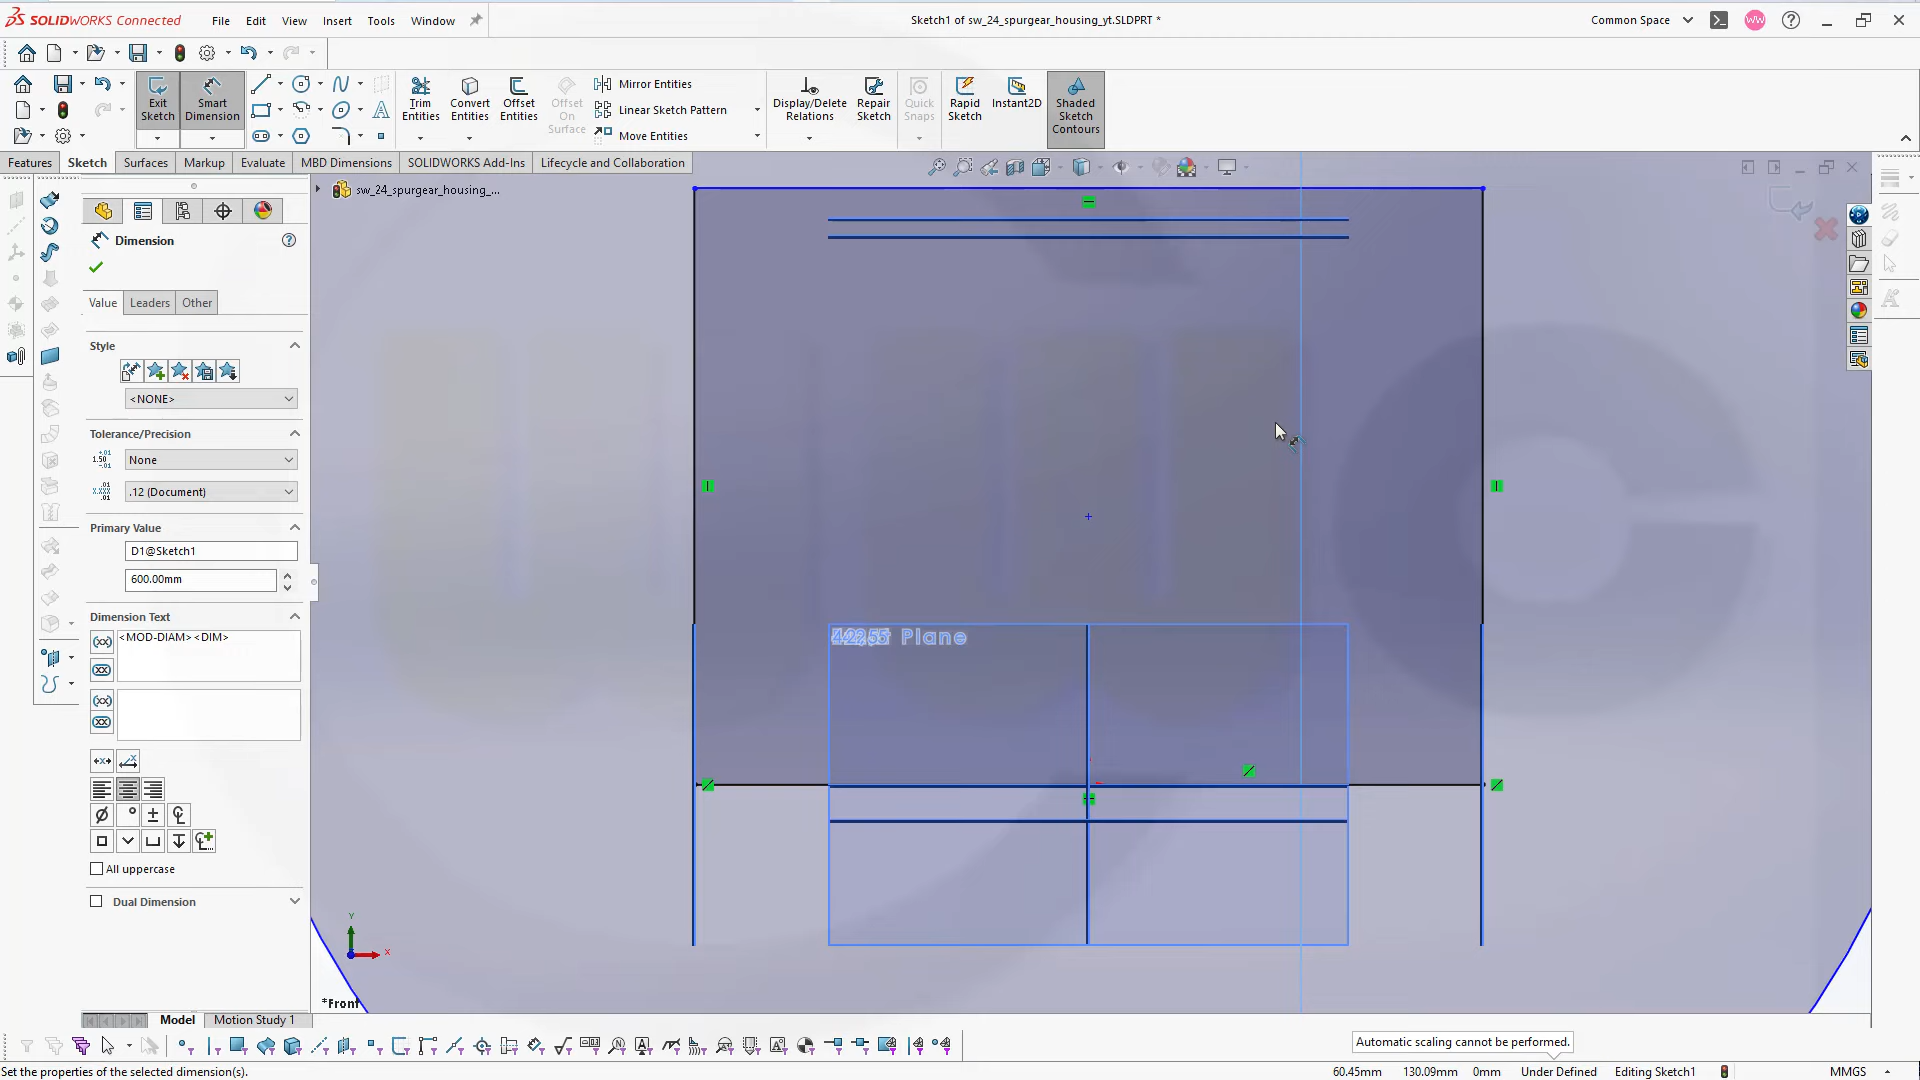 SOLIDWORKS Connected
File
Edit
View
Insert
Tools
Window
Sketch1 of sw_24_spurgear_housing_yt.SLDPRT *
Common Space
WW
Exit Sketch
Smart Dimension
Trim Entities
Convert Entities
Offset Entities
Offset On Surface
Mirror Entities
Linear Sketch Pattern
Move Entities
Display/Delete Relations
Repair Sketch
Quick Snaps
Rapid Sketch
Instant2D
Shaded Sketch Contours
Features
Sketch
Surfaces
Markup
Evaluate
MBD Dimensions
SOLIDWORKS Add-Ins
Lifecycle and Collaboration
sw_24_spurgear_housing_...
Dimension
Value
Leaders
Other
Style
<NONE>
Tolerance/Precision
None
.12 (Document)
Primary Value
D1@Sketch1
600.00mm
Dimension Text
<MOD-DIAM><DIM>
All uppercase
Dual Dimension
Plane
Y
X
*Front
Model
Motion Study 1
Automatic scaling cannot be performed.
Set the properties of the selected dimension(s).
60.45mm
130.09mm
0mm
Under Defined
Editing Sketch1
MMGS